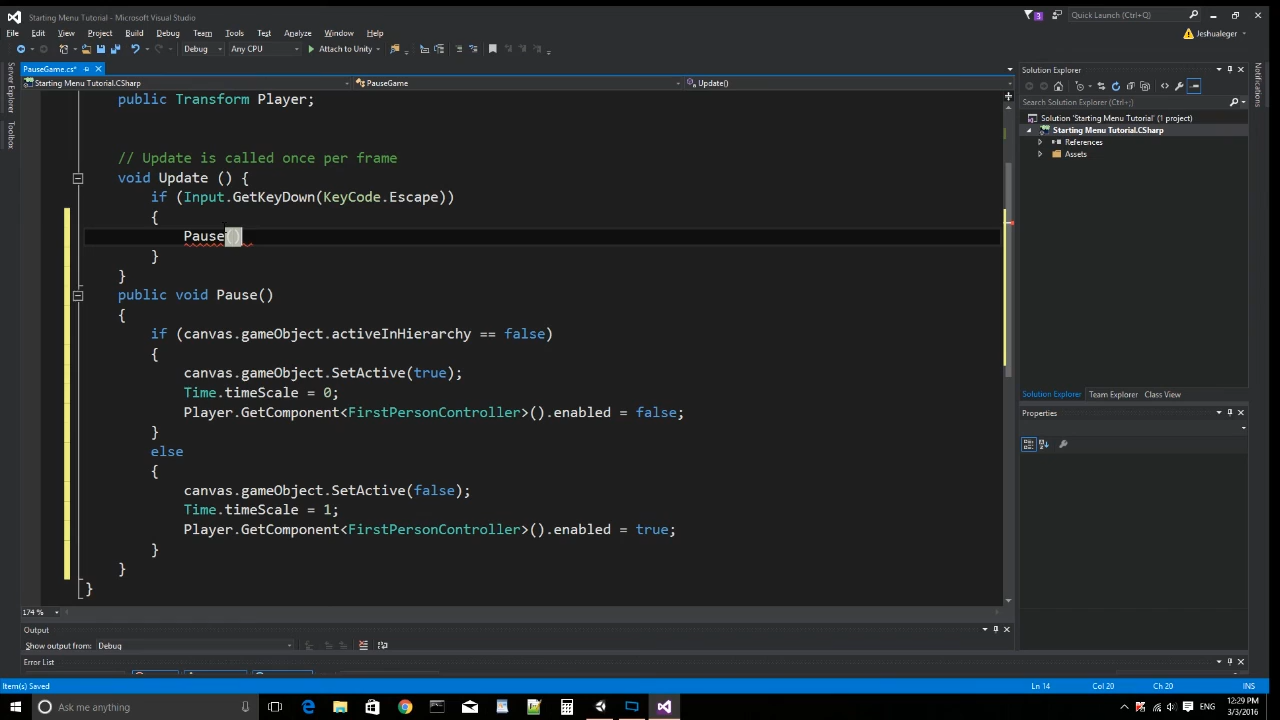 Starting Menu Tutorial - Microsoft Visual Studio
3
Quick Launch (Ctrl+Q)
File Edit View Project Build Debug Team Tools Test Analyze Window Help
Jeshualeger
Debug Any CPU Attach to Unity
PauseGame.cs*
Starting Menu Tutorial.CSharp PauseGame Update()
Server Explorer
Toolbox
public Transform Player;
// Update is called once per frame
void Update () {
if (Input.GetKeyDown(KeyCode.Escape))
{
Pause()
}
}
public void Pause()
{
if (canvas.gameObject.activeInHierarchy == false)
{
canvas.gameObject.SetActive(true);
Time.timeScale = 0;
Player.GetComponent<FirstPersonController>().enabled = false;
}
else
{
canvas.gameObject.SetActive(false);
Time.timeScale = 1;
Player.GetComponent<FirstPersonController>().enabled = true;
}
}
}
174 %
Solution Explorer
Search Solution Explorer (Ctrl+;)
Solution 'Starting Menu Tutorial' (1 project)
Starting Menu Tutorial.CSharp
References
Assets
Solution Explorer Team Explorer Class View
Properties
Notifications
Output
Show output from: Debug
Error List
Item(s) Saved Ln 14 Col 20 Ch 20 INS
Ask me anything ENG 12:29 PM
3/3/2016